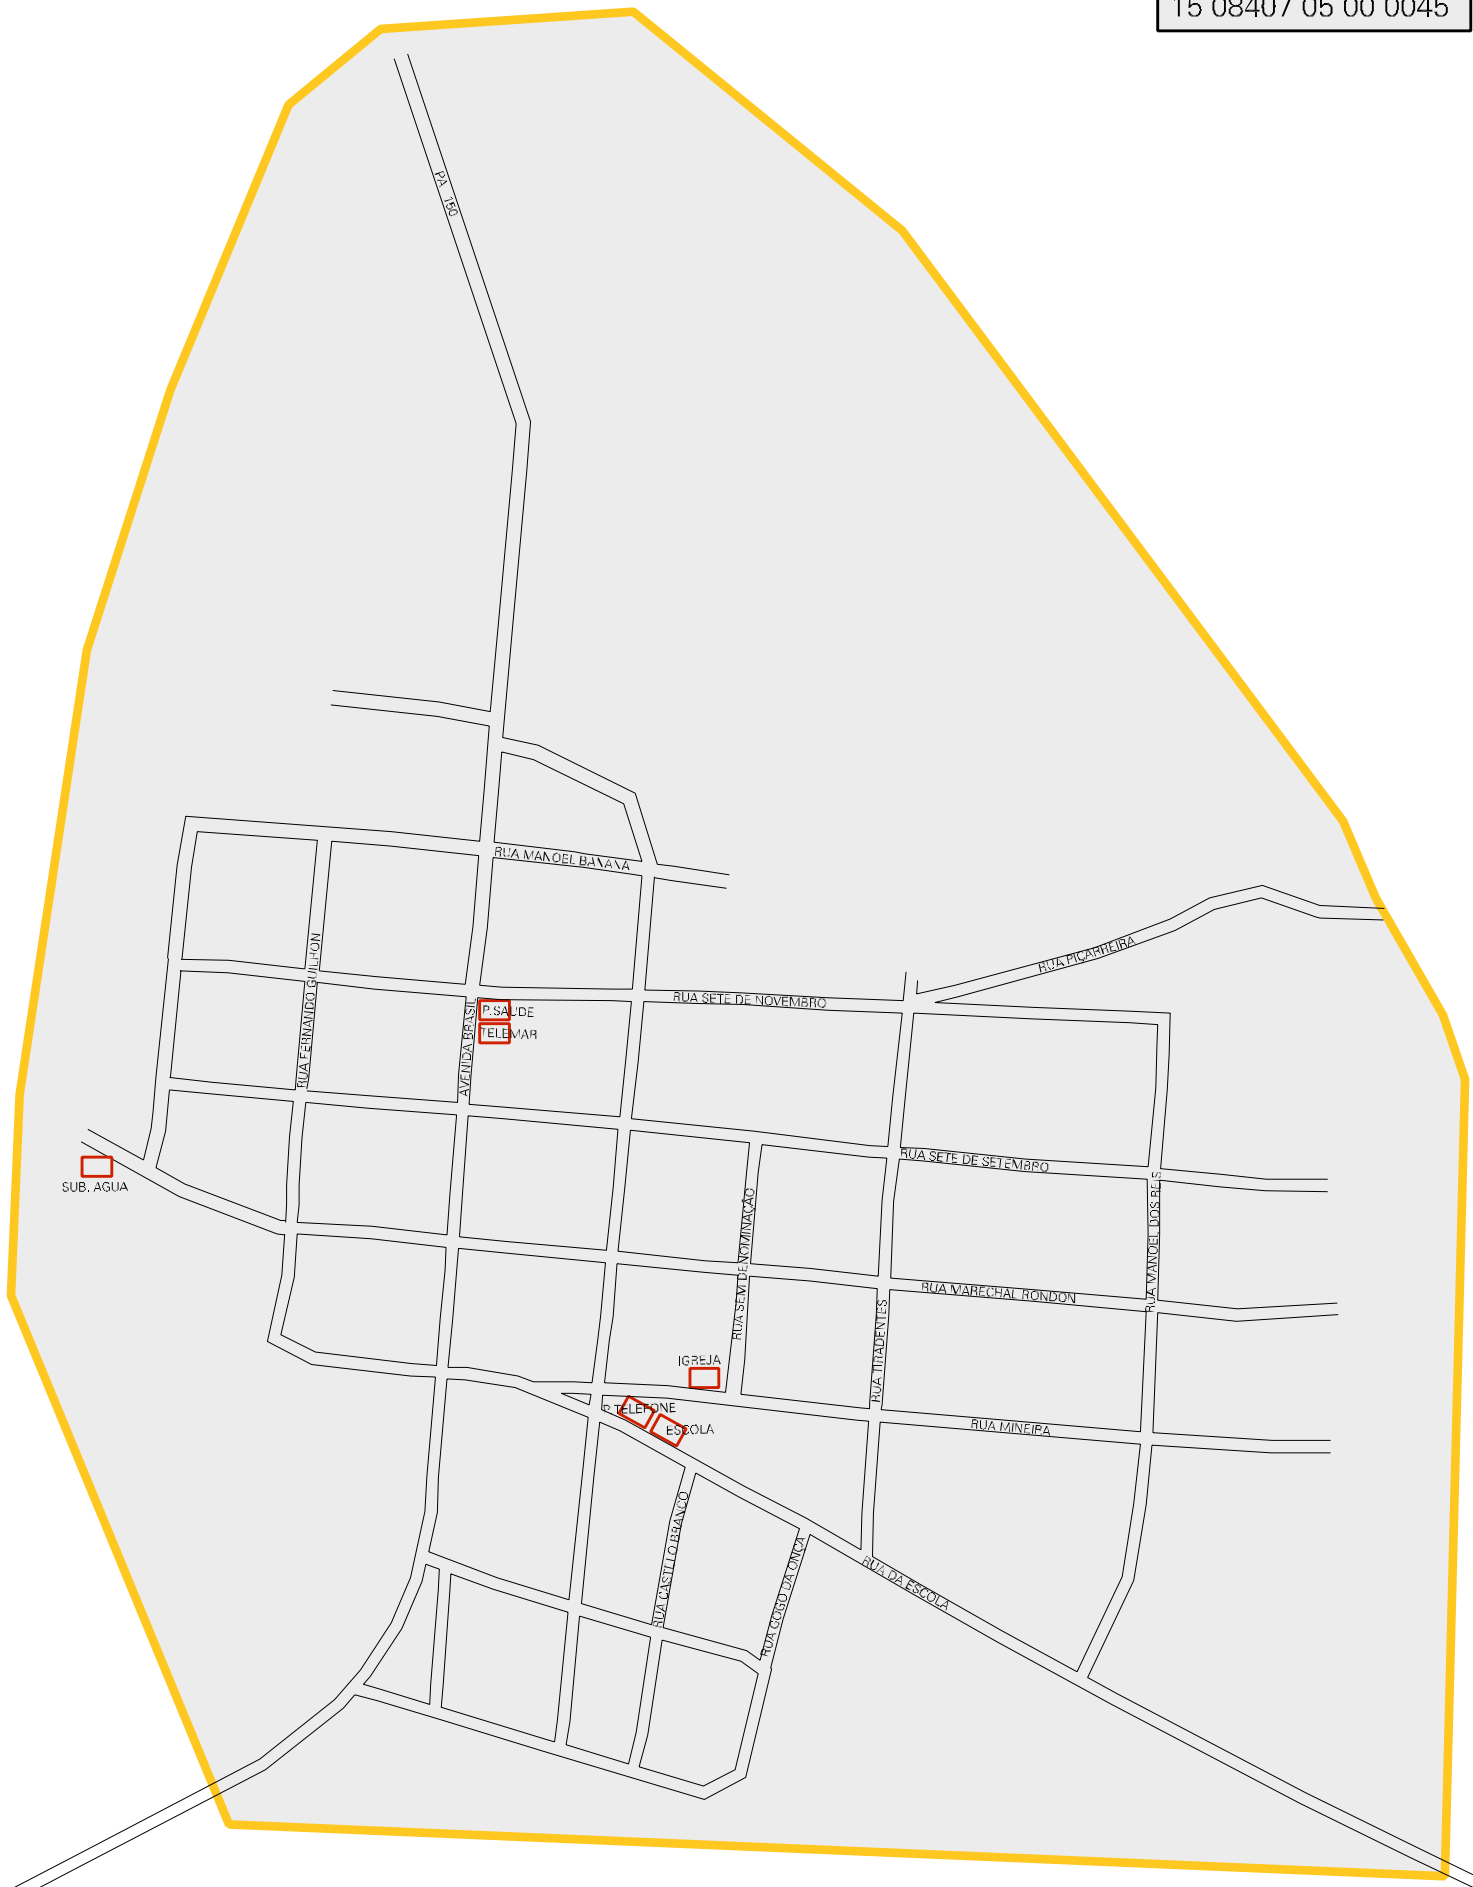 15 08407 05 00 0045
PA 150
RUA MANOEL BANANA
RUA FERNANDO GUILHON
RUA PIÇARREIRA
RUA SETE DE NOVEMBRO
P.SAUDE
TELEMAR
AVENIDA BRASIL
RUA SETE DE SETEMBRO
SUB. AGUA
RUA SEM DENOMINAÇÃO
RUA MANOEL DOS REIS
RUA MARECHAL RONDON
RUA TIRADENTES
IGREJA
P.TELEFONE
ESCOLA
RUA MINEIRA
RUA CASTLLO BRANCO
RUA GOGO DA ONÇA
RUA DA ESCOLA